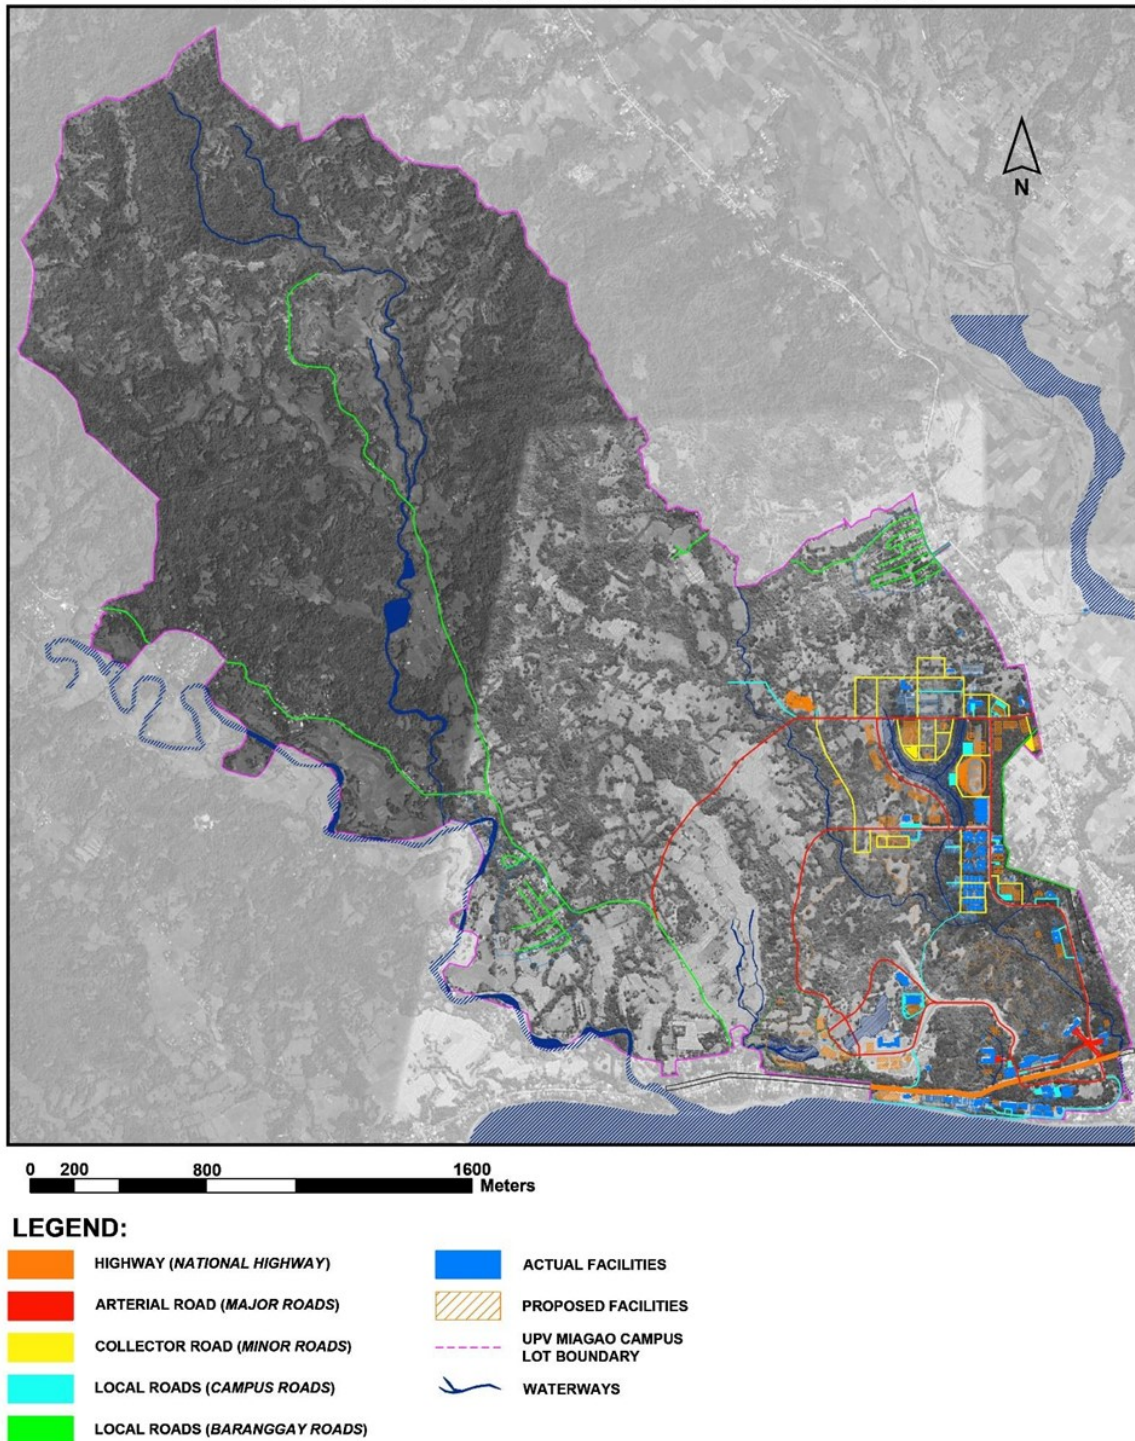 N
0 200 800 1600
Meters
LEGEND:
HIGHWAY (NATIONAL HIGHWAY)
ARTERIAL ROAD (MAJOR ROADS)
COLLECTOR ROAD (MINOR ROADS)
LOCAL ROADS (CAMPUS ROADS)
LOCAL ROADS (BARANGGAY ROADS)
ACTUAL FACILITIES
PROPOSED FACILITIES
UPV MIAGAO CAMPUS
LOT BOUNDARY
WATERWAYS